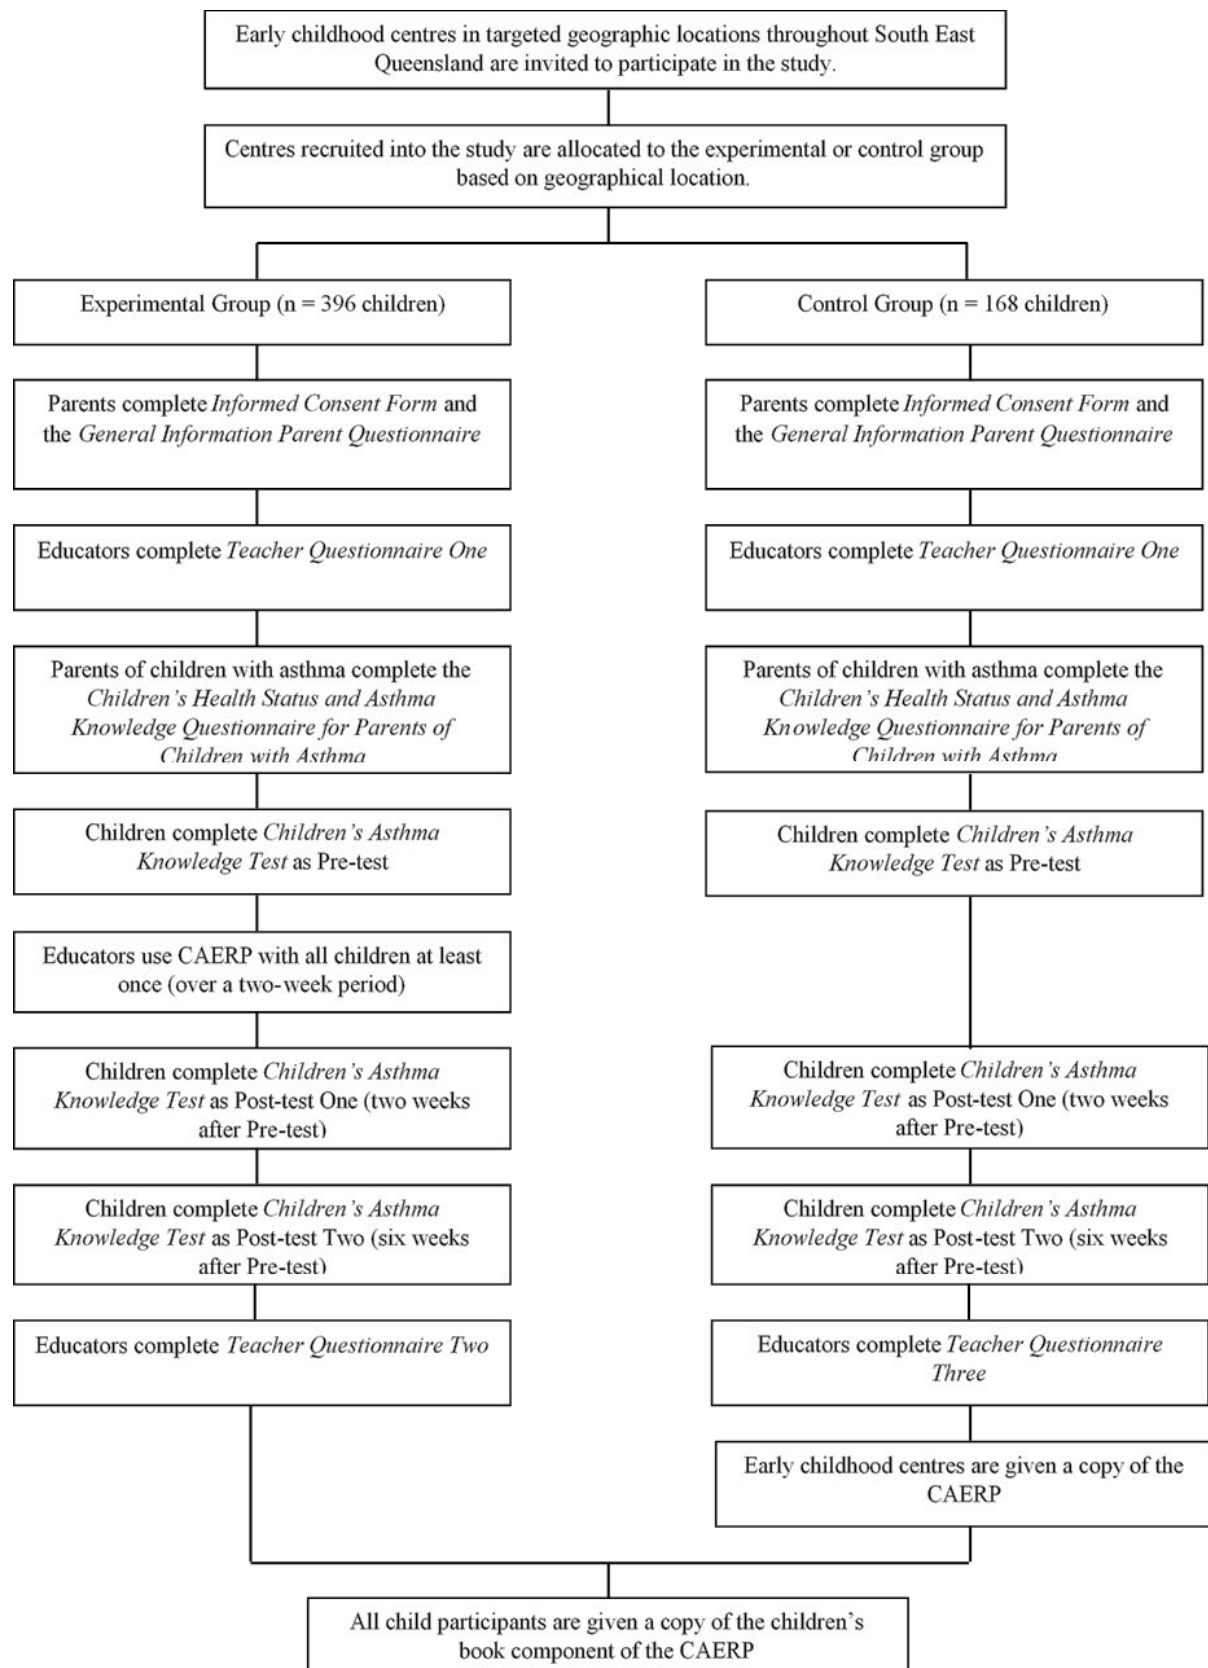 Early childhood centres in targeted geographic locations throughout South East
Queensland are invited to participate in the study.
Centres recruited into the study are allocated to the experimental or control group
based on geographical location.
Experimental Group (n = 396 children)
Control Group (n = 168 children)
Parents complete Informed Consent Form and
the General Information Parent Questionnaire
Parents complete Informed Consent Form and
the General Information Parent Questionnaire
Educators complete Teacher Questionnaire One
Educators complete Teacher Questionnaire One
Parents of children with asthma complete the
Children's Health Status and Asthma
Knowledge Questionnaire for Parents of
Children with Asthma
Parents of children with asthma complete the
Children's Health Status and Asthma
Knowledge Questionnaire for Parents of
Children with Asthma
Children complete Children's Asthma
Knowledge Test as Pre-test
Children complete Children's Asthma
Knowledge Test as Pre-test
Educators use CAERP with all children at least
once (over a two-week period)
Children complete Children's Asthma
Knowledge Test as Post-test One (two weeks
after Pre-test)
Children complete Children's Asthma
Knowledge Test as Post-test One (two weeks
after Pre-test)
Children complete Children's Asthma
Knowledge Test as Post-test Two (six weeks
after Pre-test)
Children complete Children's Asthma
Knowledge Test as Post-test Two (six weeks
after Pre-test)
Educators complete Teacher Questionnaire Two
Educators complete Teacher Questionnaire
Three
Early childhood centres are given a copy of the
CAERP
All child participants are given a copy of the children's
book component of the CAERP